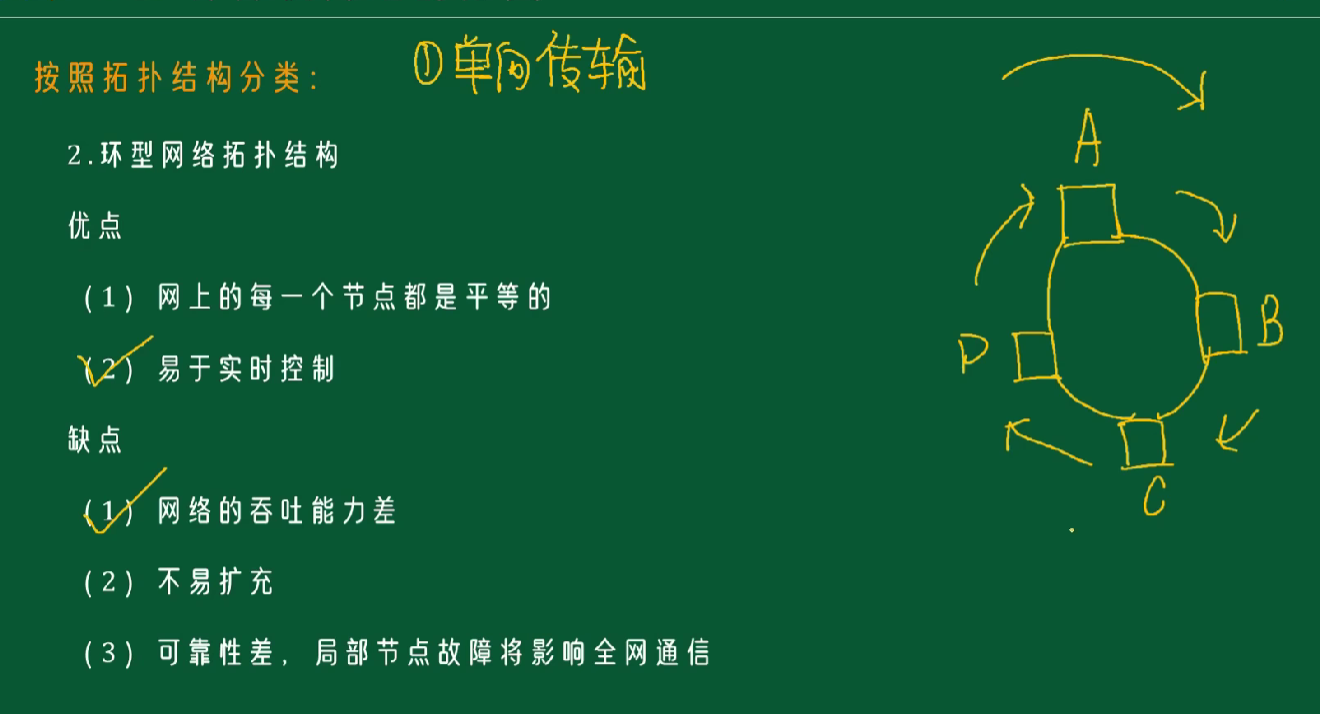 按照拓扑结构分类：
①单向传输
2.环型网络拓扑结构
优点
（1）网上的每一个节点都是平等的
（2）易于实时控制
缺点
（1）网络的吞吐能力差
（2）不易扩充
（3）可靠性差，局部节点故障将影响全网通信
A
B
D
C